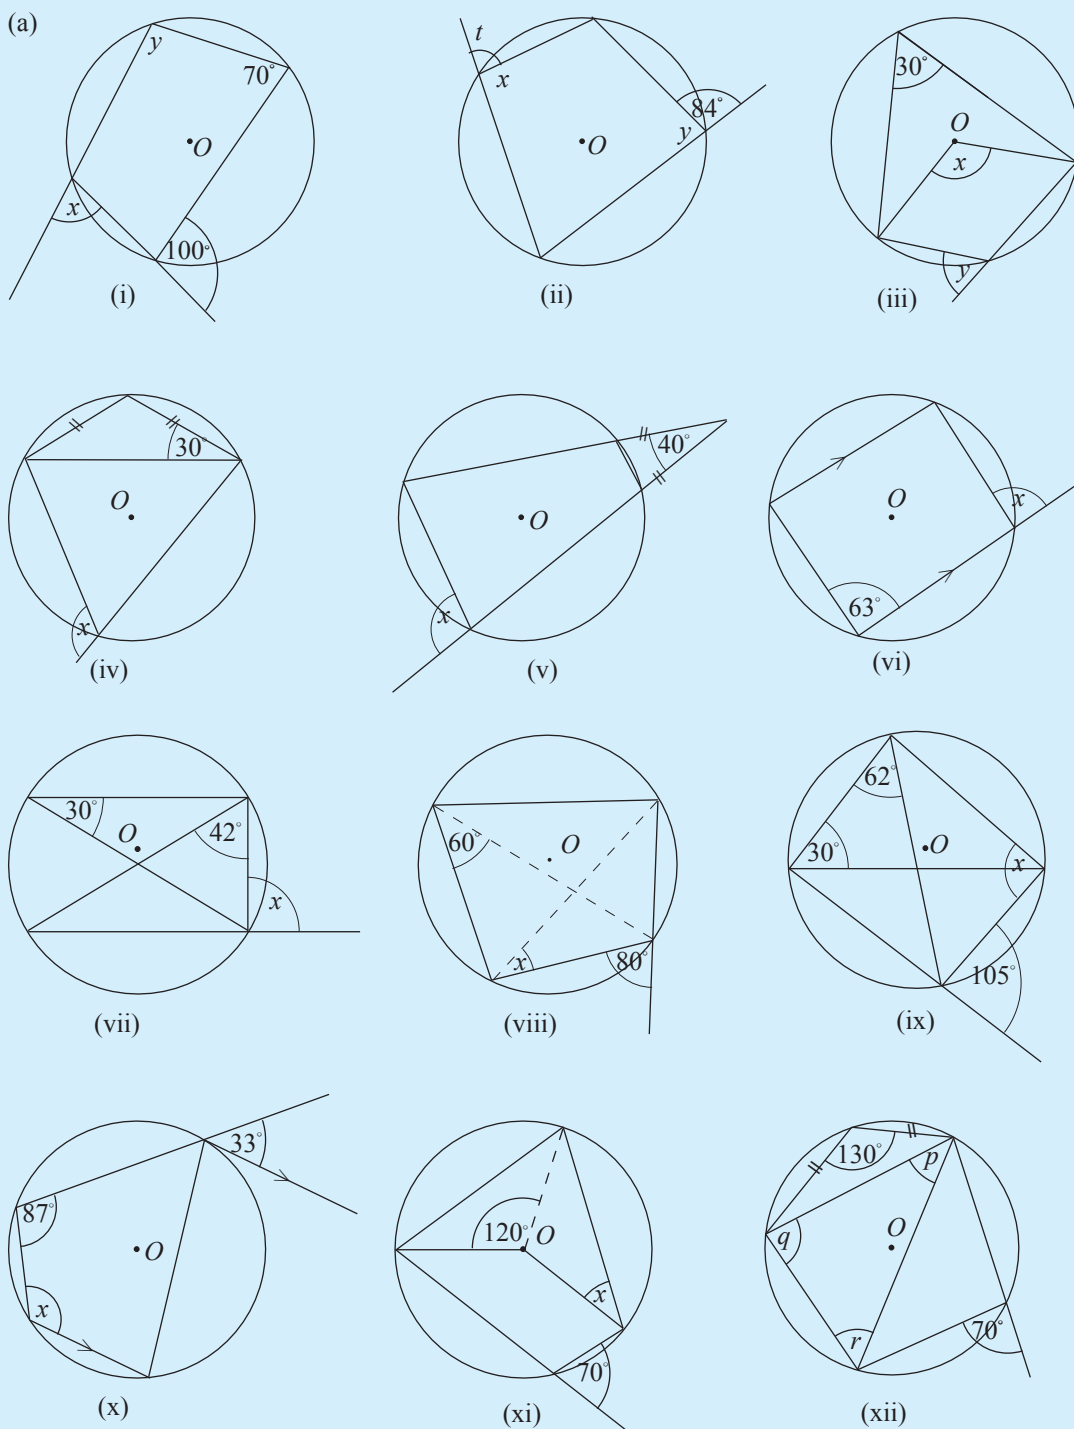 (a)
y
70°
O
x
100°
(i)
t
x
84°
y
O
(ii)
30°
O
x
y
(iii)
30°
O
x
(iv)
40°
O
x
(v)
x
O
63°
(vi)
30°
O
42°
x
(vii)
60°
O
x
80°
(viii)
62°
30°
O
x
105°
(ix)
33°
87°
O
x
(x)
120°
O
x
70°
(xi)
130°
p
q
O
r
70°
(xii)